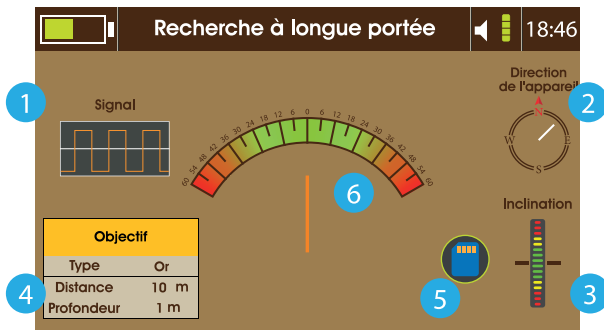 Recherche à longue portée
18:46
1
Signal
Direction
de l'appareil
2
N
W
E
S
60 54 48 42 36 30 24 18 12 6 0 6 12 18 24 30 36 42 48 54 60
6
Inclination
3
Objectif
Type Or
Distance 10 m
Profondeur 1 m
4
5